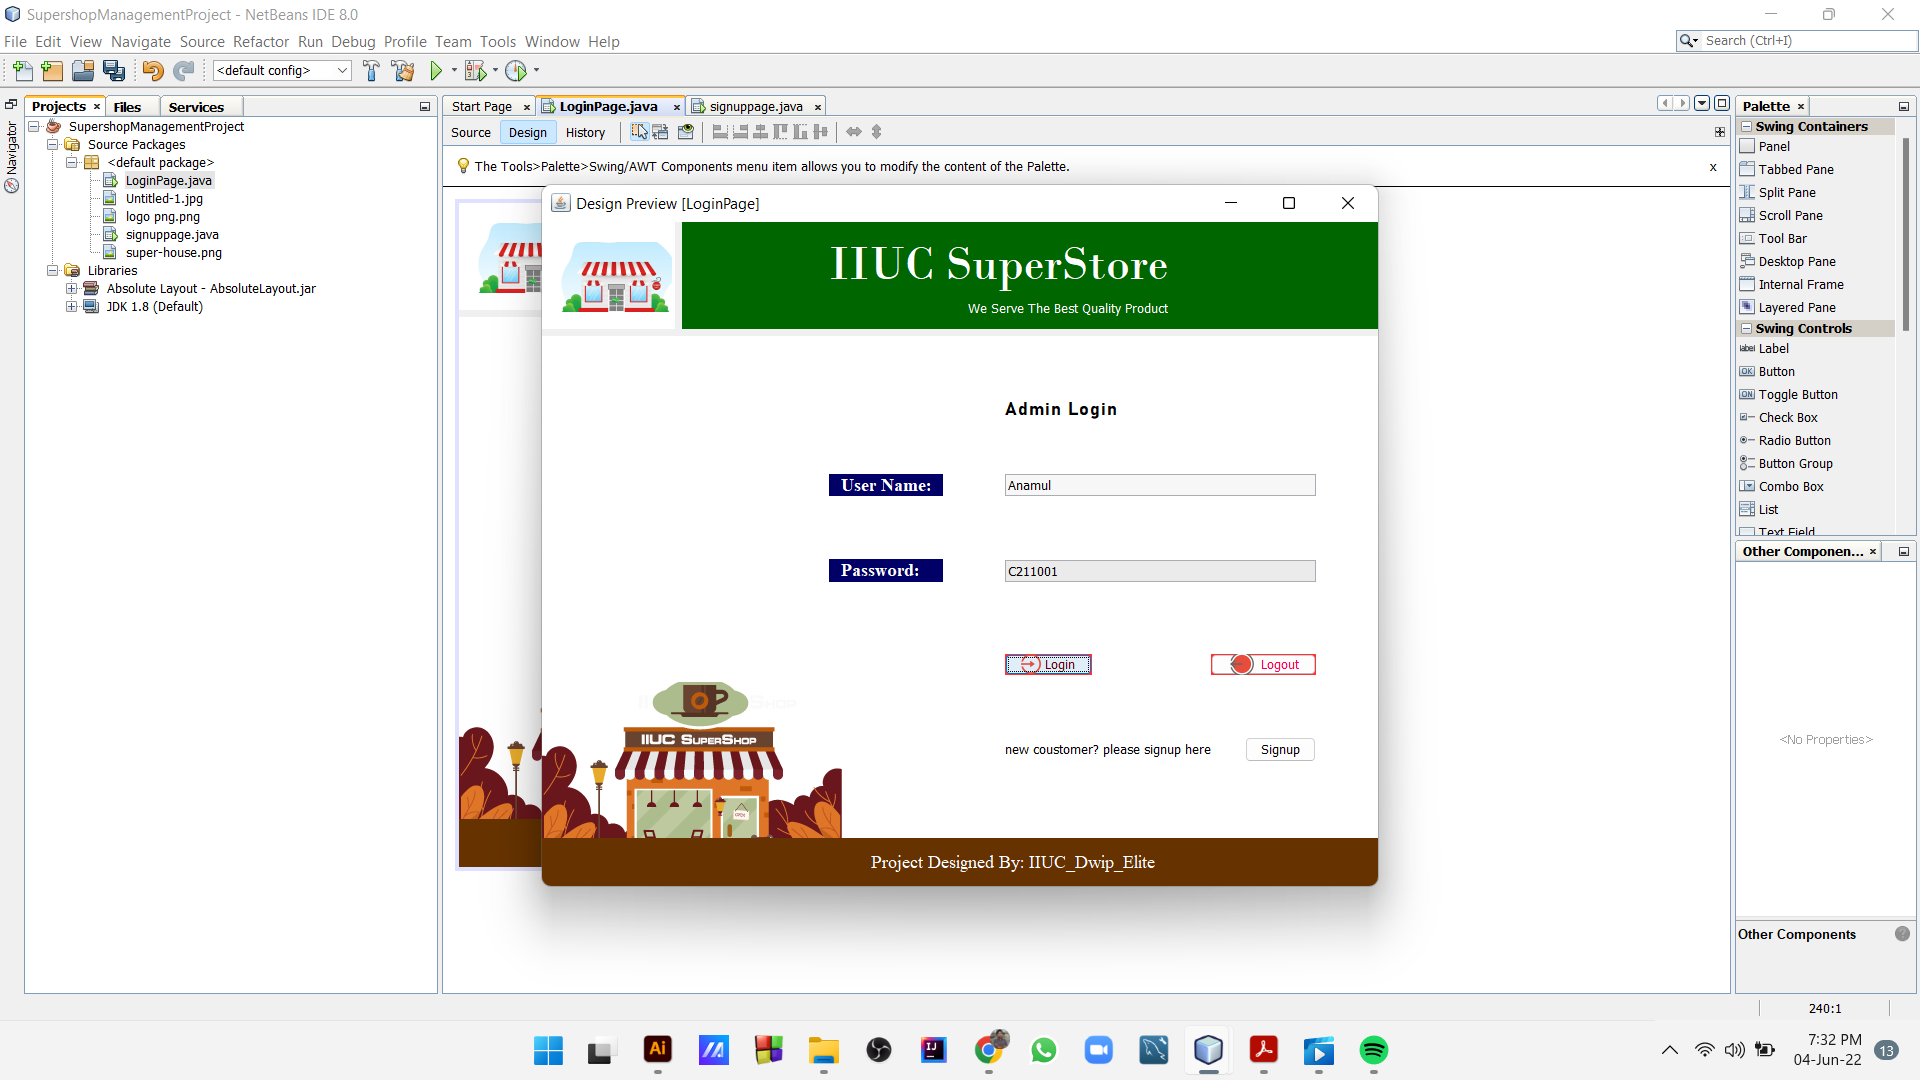 SupershopManagementProject - NetBeans IDE 8.0
File Edit View Navigate Source Refactor Run Debug Profile Team Tools Window Help
Search (Ctrl+I)
<default config>
Projects Files Services
Navigator
SupershopManagementProject
Source Packages
<default package>
LoginPage.java
Untitled-1.jpg
logo png.png
signuppage.java
super-house.png
Libraries
Absolute Layout - AbsoluteLayout.jar
JDK 1.8 (Default)
Start Page LoginPage.java signuppage.java
Source Design History
The Tools>Palette>Swing/AWT Components menu item allows you to modify the content of the Palette. x
Design Preview [LoginPage]
IIUC SuperStore
We Serve The Best Quality Product
Admin Login
User Name: Anamul
Password: C211001
Login Logout
new coustomer? please signup here Signup
IIUC SuperShop
OPEN
Project Designed By: IIUC_Dwip_Elite
Palette
Swing Containers
Panel
Tabbed Pane
Split Pane
Scroll Pane
Tool Bar
Desktop Pane
Internal Frame
Layered Pane
Swing Controls
label Label
OK Button
ON Toggle Button
Check Box
Radio Button
Button Group
Combo Box
List
Text Field
Other Componen...
<No Properties>
Other Components
240:1
Ai
IJ
7:32 PM
04-Jun-22
13